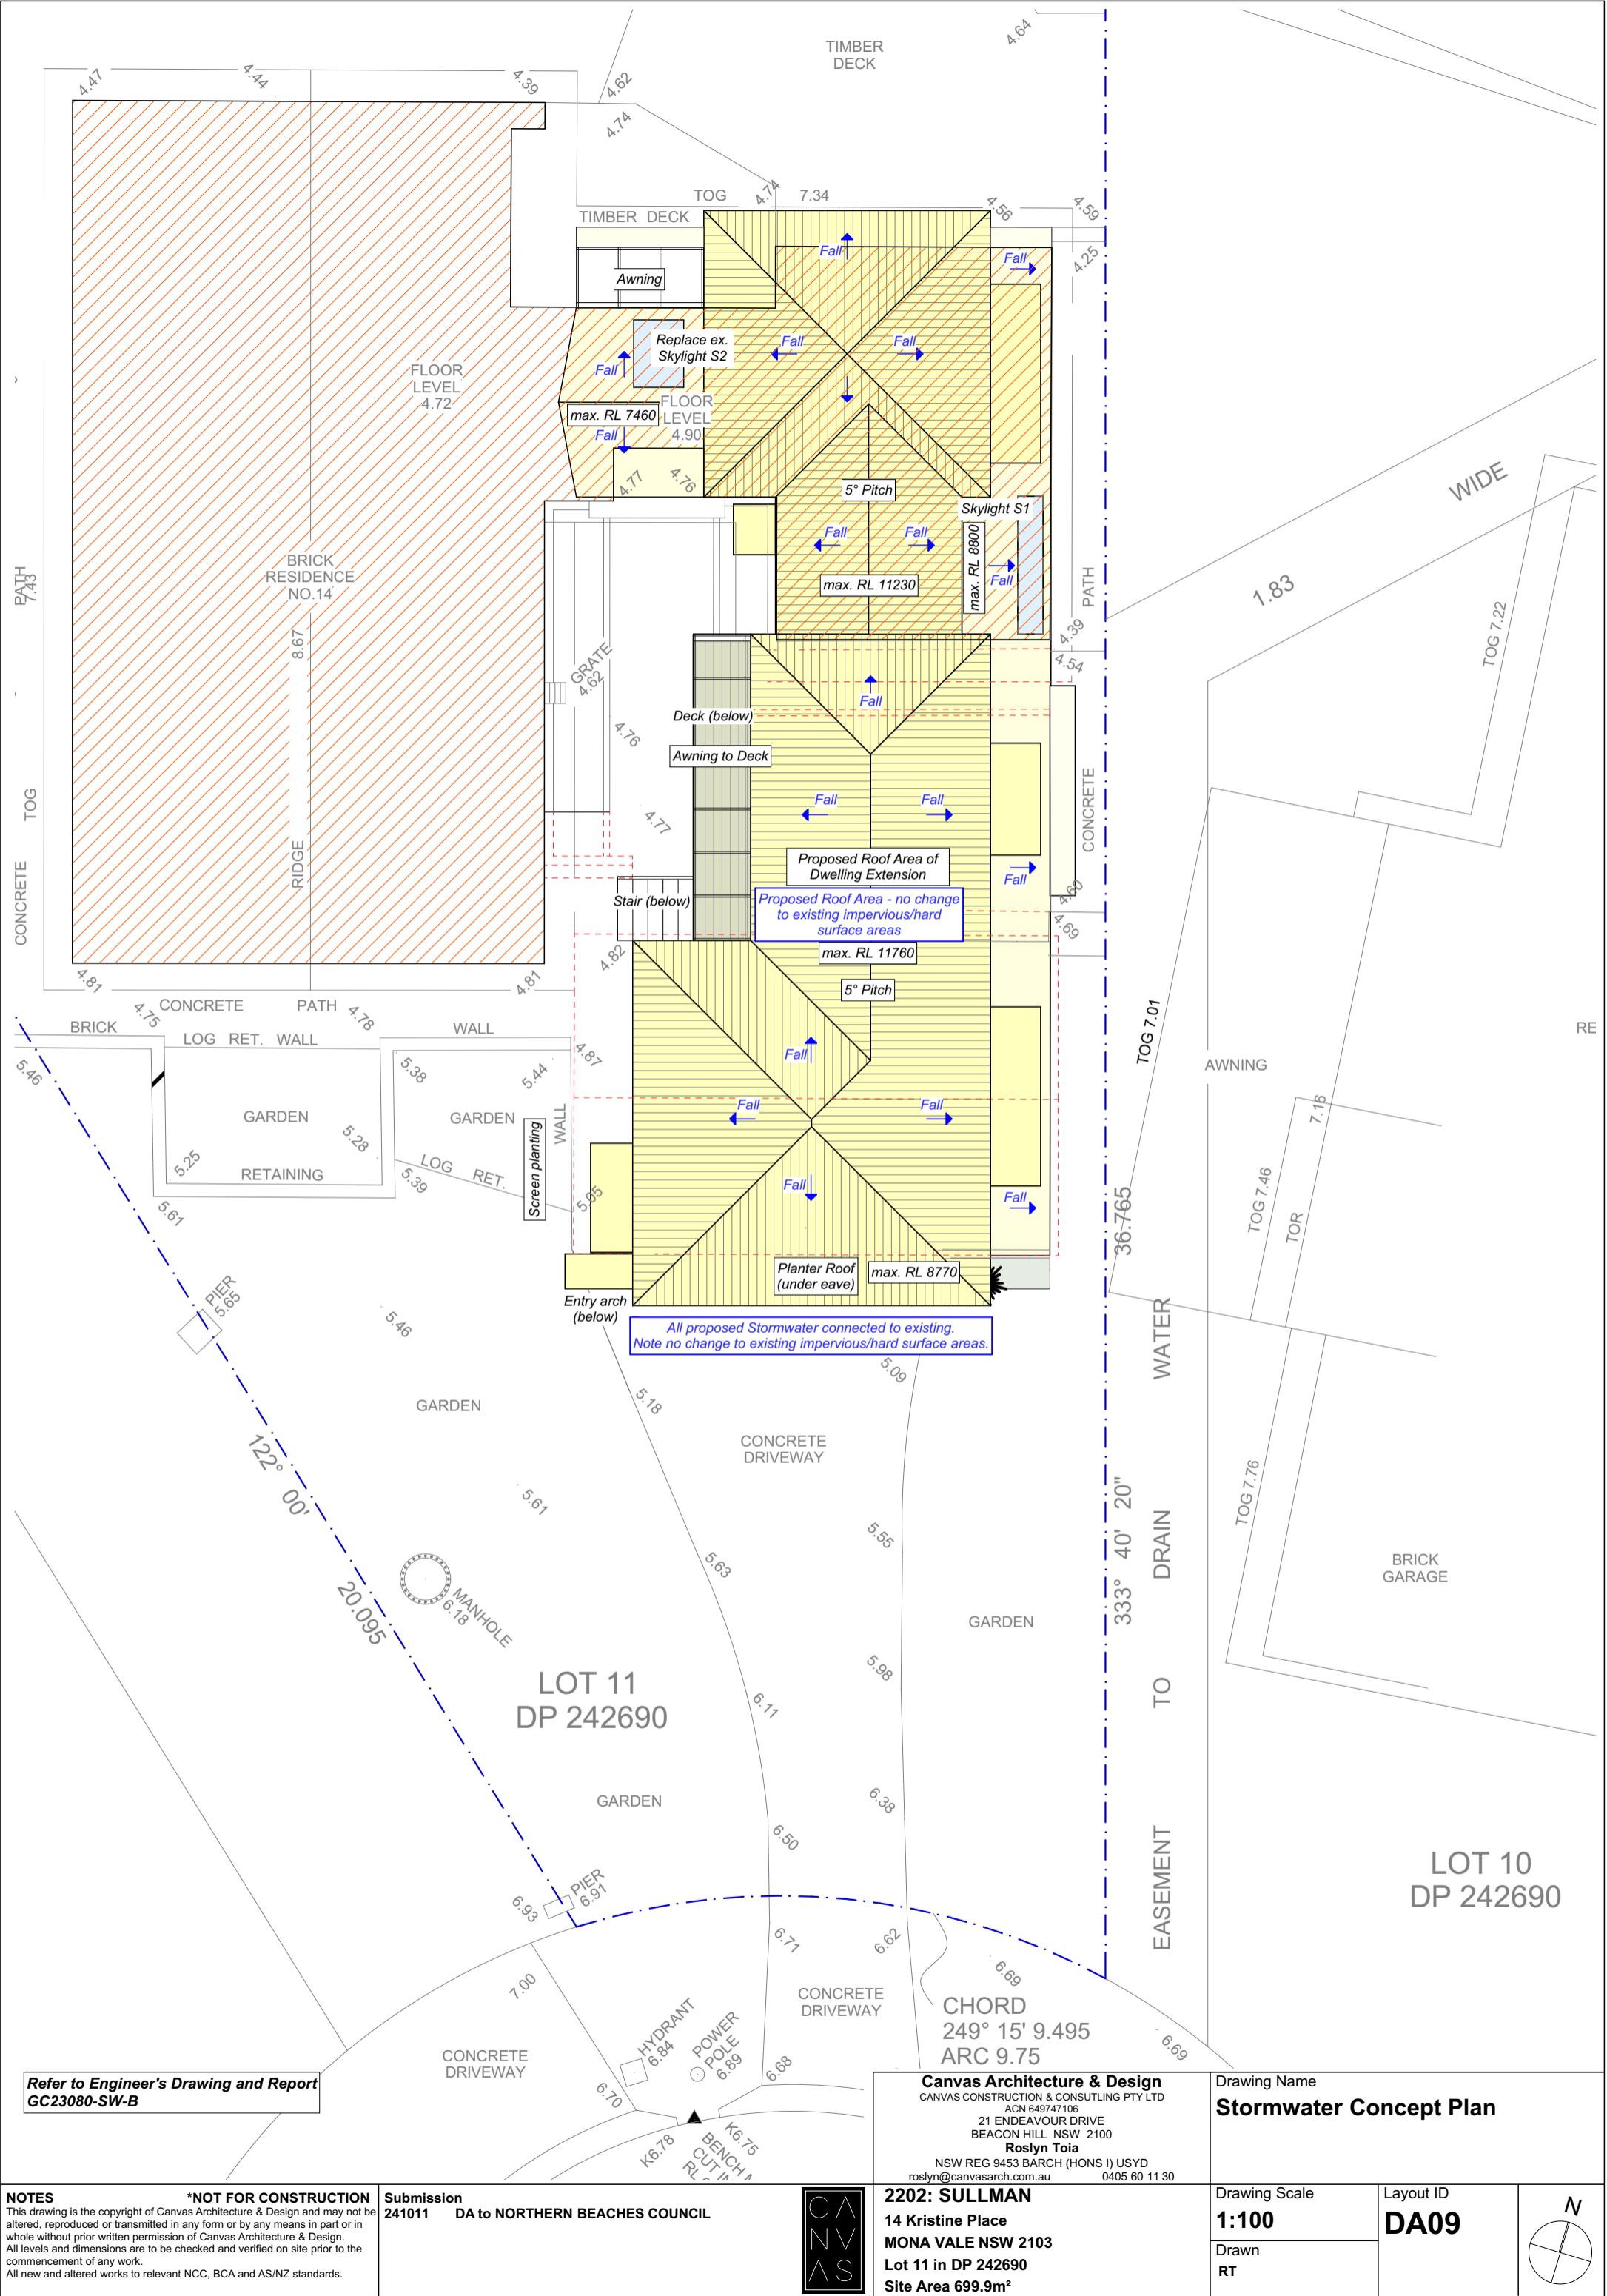 TIMBER
DECK
4.64
4.47
4.44
4.39
4.62
4.74
TOG
4.74
7.34
4.56
4.59
TIMBER DECK
4.25
Awning
Fall
Fall
Replace ex.
Skylight S2
Fall
Fall
Fall
FLOOR
LEVEL
4.72
max. RL 7460
FLOOR
LEVEL
4.90
Fall
4.77
4.76
5° Pitch
Skylight S1
WIDE
Fall
Fall
max. RL 8800
Fall
max. RL 11230
BRICK
RESIDENCE
NO.14
PATH
7.43
PATH
1.83
TOG 7.22
8.67
4.39
4.54
GRATE
4.62
Fall
Deck (below)
4.76
Awning to Deck
Fall
Fall
4.77
TOG
CONCRETE
RIDGE
CONCRETE
Proposed Roof Area of
Dwelling Extension
Fall
Stair (below)
Proposed Roof Area - no change
to existing impervious/hard
surface areas
4.60
4.69
4.82
max. RL 11760
5° Pitch
4.81
4.81
CONCRETE PATH
4.75
4.78
BRICK
LOG RET. WALL
WALL
TOG 7.01
RE
5.46
5.38
5.44
4.87
Fall
AWNING
GARDEN
GARDEN
Screen planting
WALL
Fall
Fall
7.16
5.28
5.25
RETAINING
5.39
LOG RET.
5.65
Fall
Fall
5.61
36.765
TOG 7.46
TOR
Planter Roof
(under eave)
max. RL 8770
Entry arch
(below)
PIER
5.65
5.46
All proposed Stormwater connected to existing.
Note no change to existing impervious/hard surface areas.
WATER
5.09
5.18
GARDEN
CONCRETE
DRIVEWAY
122° 00'
5.61
5.55
333° 40' 20"
DRAIN
TOG 7.76
5.63
BRICK
GARAGE
20.095
MANHOLE
6.18
GARDEN
5.98
TO
LOT 11
DP 242690
6.11
GARDEN
6.38
6.50
EASEMENT
LOT 10
DP 242690
PIER
6.91
6.93
6.71
6.62
6.69
7.00
CONCRETE
DRIVEWAY
CHORD
249° 15' 9.495
ARC 9.75
6.69
HYDRANT
6.84
POWER
POLE
6.89
6.68
CONCRETE
DRIVEWAY
6.70
K6.78
K6.75
CUT IN
Refer to Engineer's Drawing and Report
GC23080-SW-B
Canvas Architecture & Design
CANVAS CONSTRUCTION & CONSUTLING PTY LTD
ACN 649747106
21 ENDEAVOUR DRIVE
BEACON HILL NSW 2100
Roslyn Toia
NSW REG 9453 BARCH (HONS I) USYD
roslyn@canvasarch.com.au 0405 60 11 30
Drawing Name
Stormwater Concept Plan
NOTES *NOT FOR CONSTRUCTION
This drawing is the copyright of Canvas Architecture & Design and may not be
altered, reproduced or transmitted in any form or by any means in part or in
whole without prior written permission of Canvas Architecture & Design.
All levels and dimensions are to be checked and verified on site prior to the
commencement of any work.
All new and altered works to relevant NCC, BCA and AS/NZ standards.
Submission
241011 DA to NORTHERN BEACHES COUNCIL
CANVAS
2202: SULLMAN
14 Kristine Place
MONA VALE NSW 2103
Lot 11 in DP 242690
Site Area 699.9m²
Drawing Scale
1:100
Drawn
RT
Layout ID
DA09
N